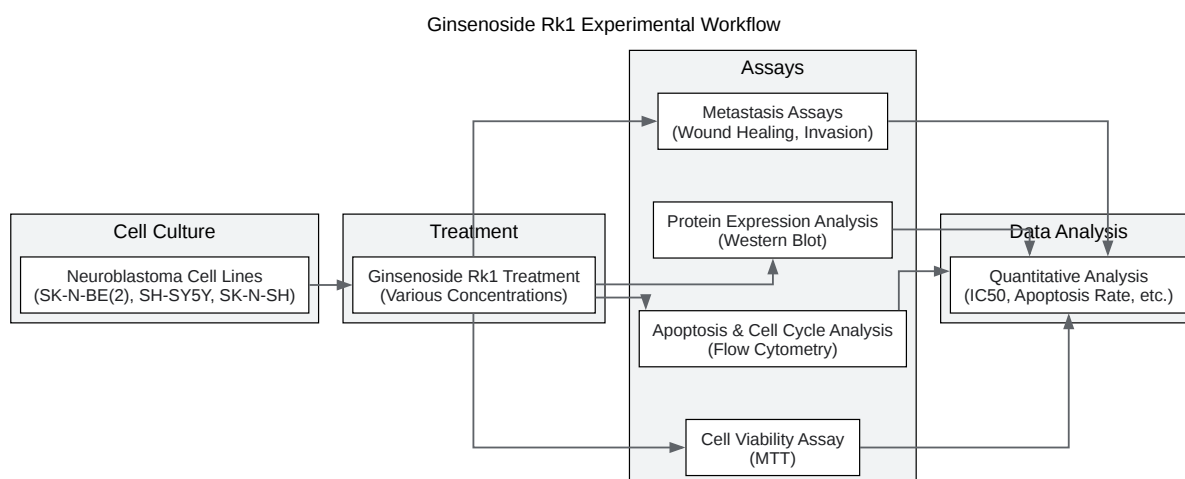 Ginsenoside Rk1 Experimental Workflow
Cell Culture
Neuroblastoma Cell Lines
(SK-N-BE(2), SH-SY5Y, SK-N-SH)
Treatment
Ginsenoside Rk1 Treatment
(Various Concentrations)
Assays
Metastasis Assays
(Wound Healing, Invasion)
Protein Expression Analysis
(Western Blot)
Apoptosis & Cell Cycle Analysis
(Flow Cytometry)
Cell Viability Assay
(MTT)
Data Analysis
Quantitative Analysis
(IC50, Apoptosis Rate, etc.)